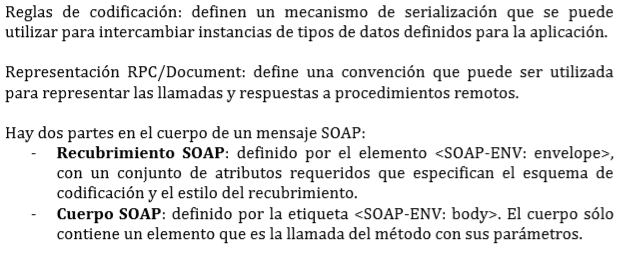 Reglas de codificación: definen un mecanismo de serialización que se puede
utilizar para intercambiar instancias de tipos de datos definidos para la aplicación.
Representación RPC/Document: define una convención que puede ser utilizada
para representar las llamadas y respuestas a procedimientos remotos.
Hay dos partes en el cuerpo de un mensaje SOAP:
- Recubrimiento SOAP: definido por el elemento <SOAP-ENV: envelope>,
con un conjunto de atributos requeridos que especifican el esquema de
codificación y el estilo del recubrimiento.
- Cuerpo SOAP: definido por la etiqueta <SOAP-ENV: body>. El cuerpo sólo
contiene un elemento que es la llamada del método con sus parámetros.